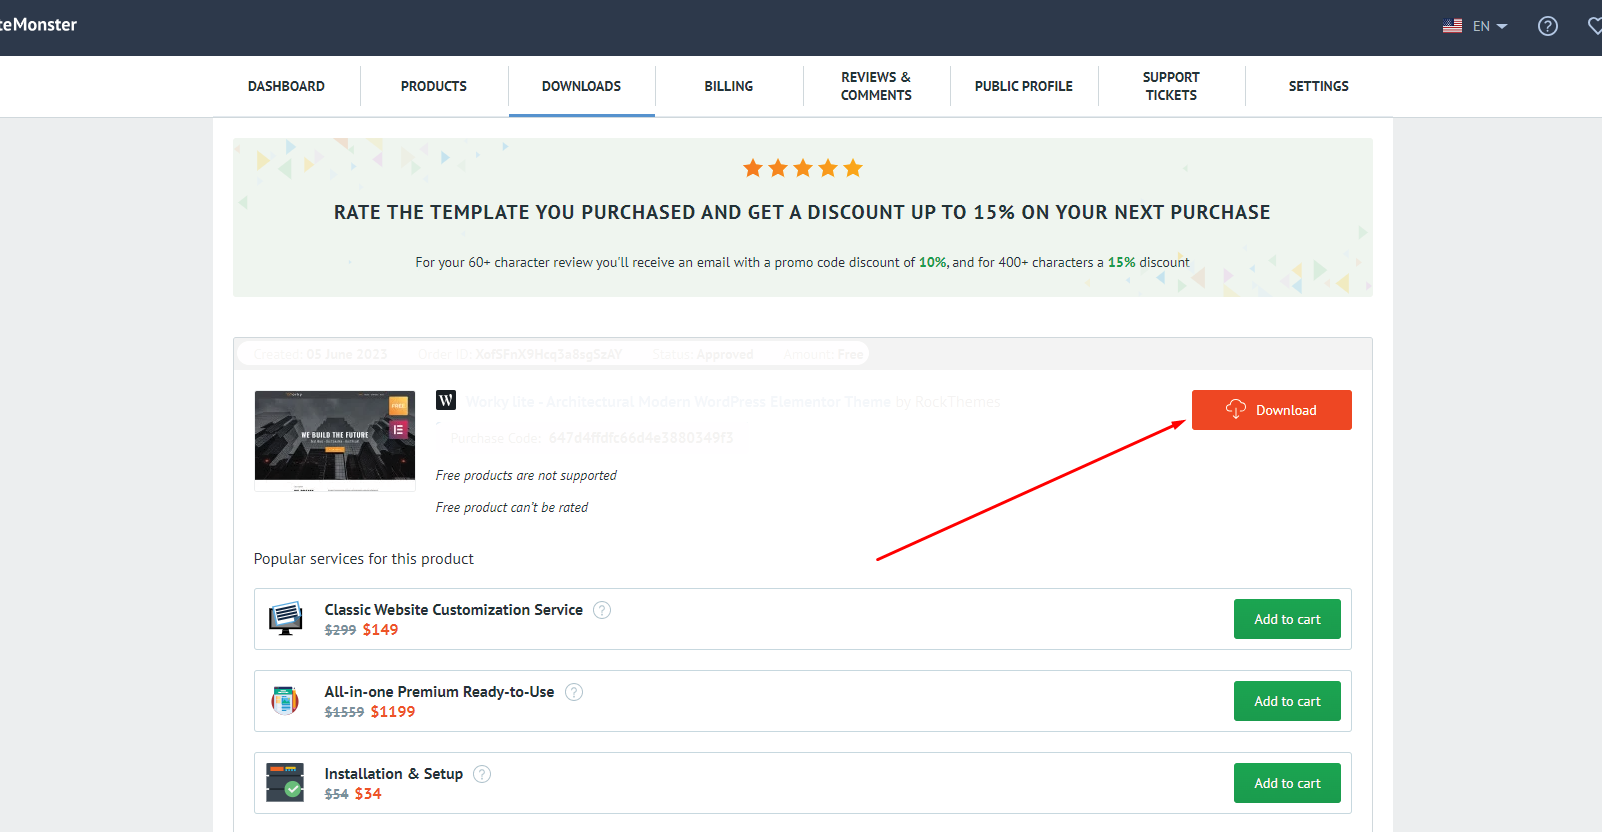 teMonster
EN
DASHBOARD
PRODUCTS
DOWNLOADS
BILLING
REVIEWS &
COMMENTS
PUBLIC PROFILE
SUPPORT
TICKETS
SETTINGS
RATE THE TEMPLATE YOU PURCHASED AND GET A DISCOUNT UP TO 15% ON YOUR NEXT PURCHASE
For your 60+ character review you'll receive an email with a promo code discount of 10%, and for 400+ characters a 15% discount
Created: 05 June 2023 Order ID: Status: Approved Amount: Free
Worky lite - Architectural Modern WordPress Elementor Theme by RockThemes
Download
FREE
WE BUILD THE FUTURE
Purchase Code: 647d4ffdfc66d4e3880349f3
Free products are not supported
Free product can't be rated
Popular services for this product
Classic Website Customization Service ?
$299 $149
Add to cart
All-in-one Premium Ready-to-Use ?
$1559 $1199
Add to cart
Installation & Setup ?
$54 $34
Add to cart